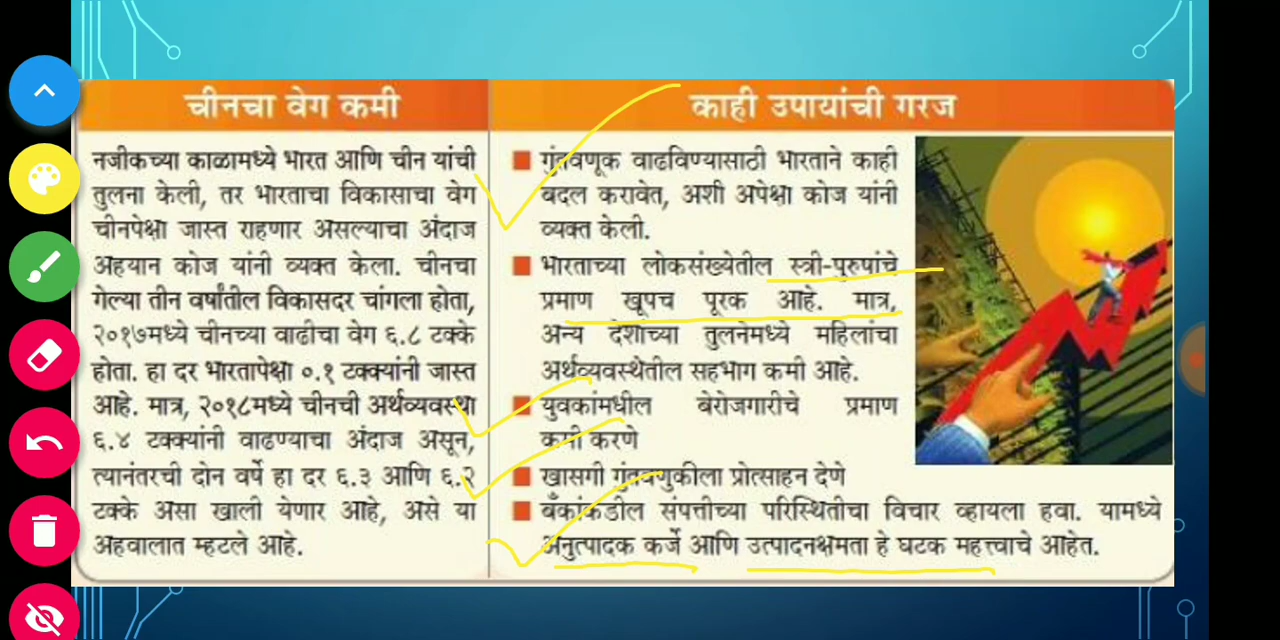 चीनचा वेग कमी
नजीकच्या काळामध्ये भारत आणि चीन यांची
तुलना केली, तर भारताचा विकासाचा वेग
चीनपेक्षा जास्त राहणार असल्याचा अंदाज
अहयान कोज यांनी व्यक्त केला. चीनचा
गेल्या तीन वर्षांतील विकासदर चांगला होता,
२०१७मध्ये चीनच्या वाढीचा वेग ६.८ टक्के
होता. हा दर भारतापेक्षा ०.१ टक्क्यांनी जास्त
आहे. मात्र, २०१८मध्ये चीनची अर्थव्यवस्था
६.४ टक्क्यांनी वाढण्याचा अंदाज असून,
त्यानंतरची दोन वर्षे हा दर ६.३ आणि ६.२
टक्के असा खाली येणार आहे, असे या
अहवालात म्हटले आहे.
काही उपायांची गरज
गुंतवणूक वाढविण्यासाठी भारताने काही
बदल करावेत, अशी अपेक्षा कोज यांनी
व्यक्त केली.
भारताच्या लोकसंख्येतील स्त्री-पुरुषांचे
प्रमाण खूपच पूरक आहे. मात्र,
अन्य देशांच्या तुलनेमध्ये महिलांचा
अर्थव्यवस्थेतील सहभाग कमी आहे.
युवकांमधील बेरोजगारीचे प्रमाण
कमी करणे
खासगी गुंतवणुकीला प्रोत्साहन देणे
बँकांकडील संपत्तीच्या परिस्थितीचा विचार व्हायला हवा. यामध्ये
अनुत्पादक कर्जे आणि उत्पादनक्षमता हे घटक महत्त्वाचे आहेत.